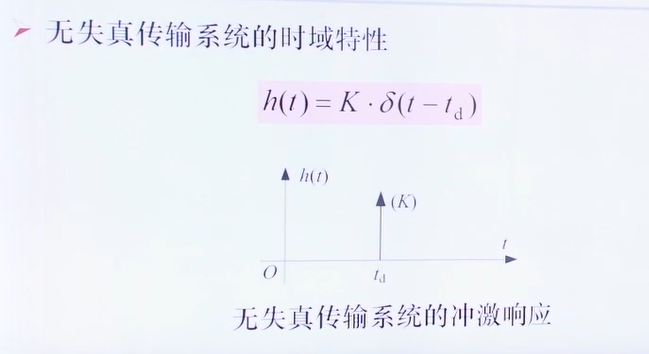 无失真传输系统的时域特性
h(t) = K · δ(t − t_d)
h(t)
(K)
t
O
t_d
无失真传输系统的冲激响应